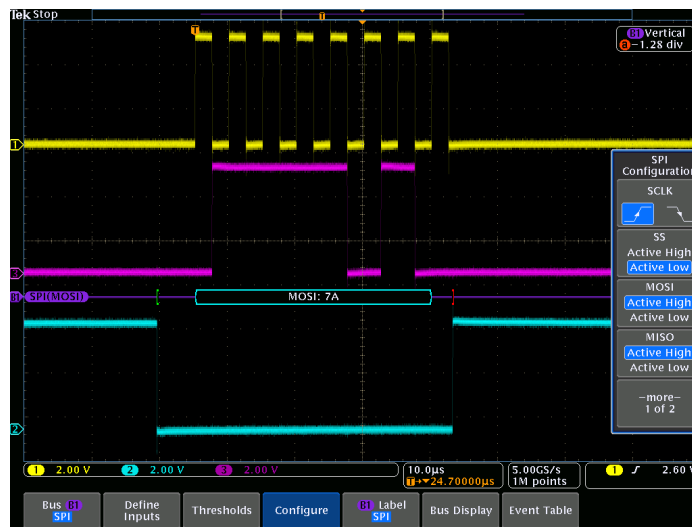 Tek Stop
T
T
B1 Vertical
a -1.28 div
1
SPI
Configuration
SCLK
SS
Active High
Active Low
3
B1 SPI(MOSI)
MOSI: 7A
MOSI
Active High
Active Low
MISO
Active High
Active Low
2
-more-
1 of 2
1 2.00 V 2 2.00 V 3 2.00 V
10.0µs
T→▼24.70000µs
5.00GS/s
1M points
1 2.60 V
Bus B1
SPI
Define
Inputs
Thresholds
Configure
B1 Label
SPI
Bus Display
Event Table